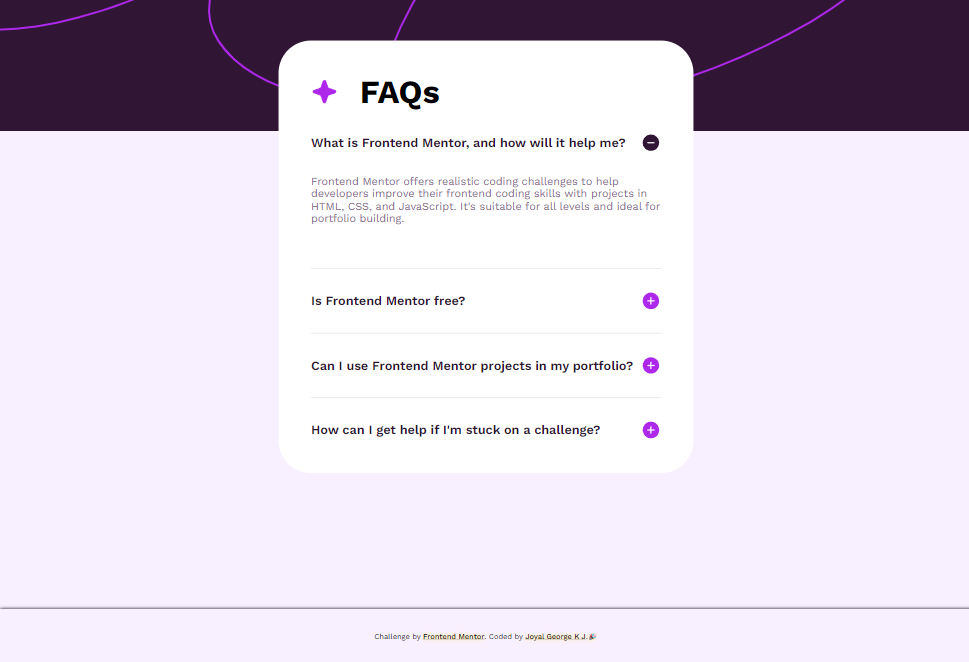 FAQs
What is Frontend Mentor, and how will it help me?
Frontend Mentor offers realistic coding challenges to help
developers improve their frontend coding skills with projects in
HTML, CSS, and JavaScript. It's suitable for all levels and ideal for
portfolio building.
Is Frontend Mentor free?
Can I use Frontend Mentor projects in my portfolio?
How can I get help if I'm stuck on a challenge?
Challenge by Frontend Mentor. Coded by Joyal George K J.🎉